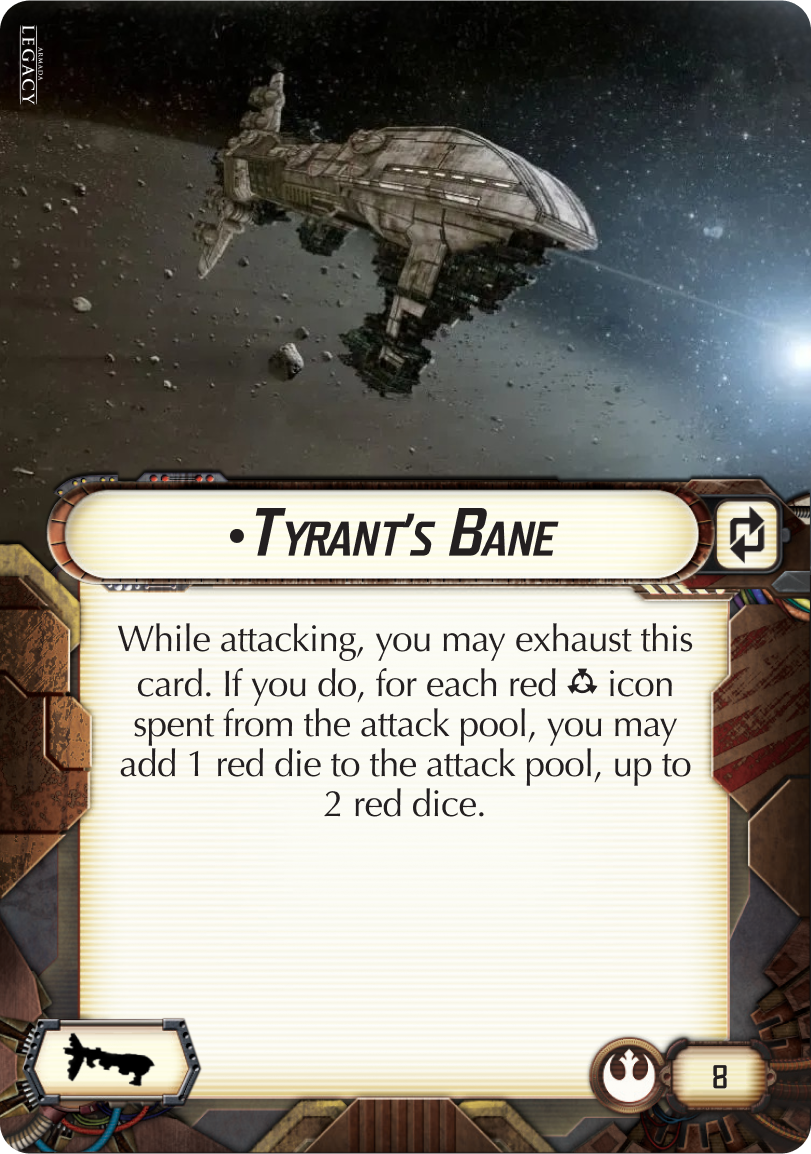 ARMADA
LEGACY
•TYRANT'S BANE
While attacking, you may exhaust this
card. If you do, for each red icon
spent from the attack pool, you may
add 1 red die to the attack pool, up to
2 red dice.
8